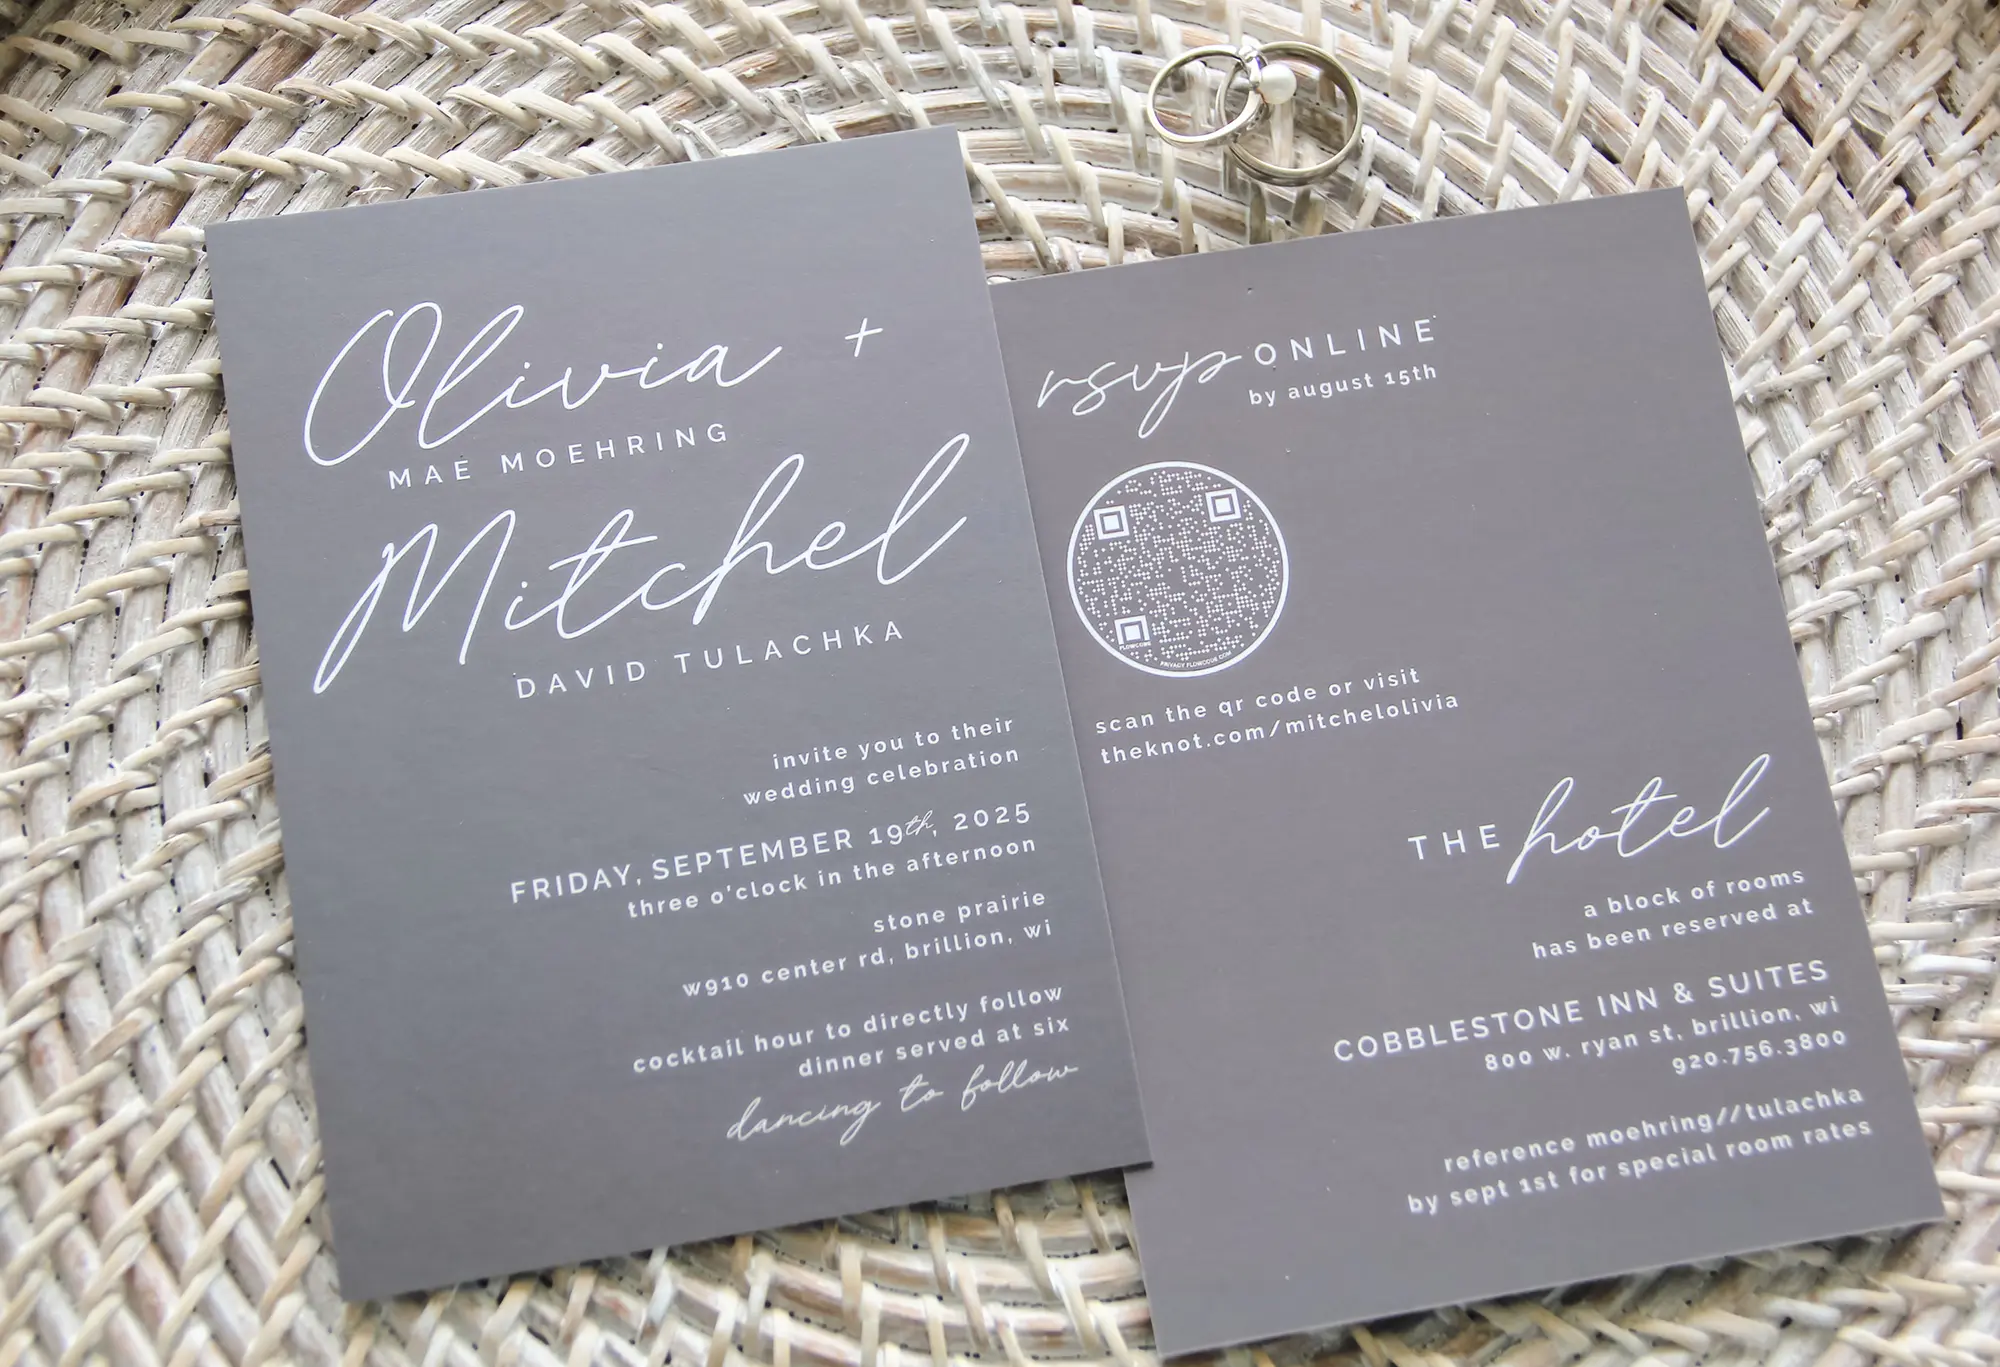 Olivia +
MAE MOEHRING
Mitchel
DAVID TULACHKA
invite you to their
wedding celebration
FRIDAY, SEPTEMBER 19th, 2025
three o'clock in the afternoon
stone prairie
w910 center rd, brillion, wi
cocktail hour to directly follow
dinner served at six
dancing to follow
rsvp ONLINE
by august 15th
FLOWCODE
PRIVACY.FLOWCODE.COM
scan the qr code or visit
theknot.com/mitchelolivia
THE hotel
a block of rooms
has been reserved at
COBBLESTONE INN & SUITES
800 w. ryan st, brillion, wi
920.756.3800
reference moehring//tulachka
by sept 1st for special room rates